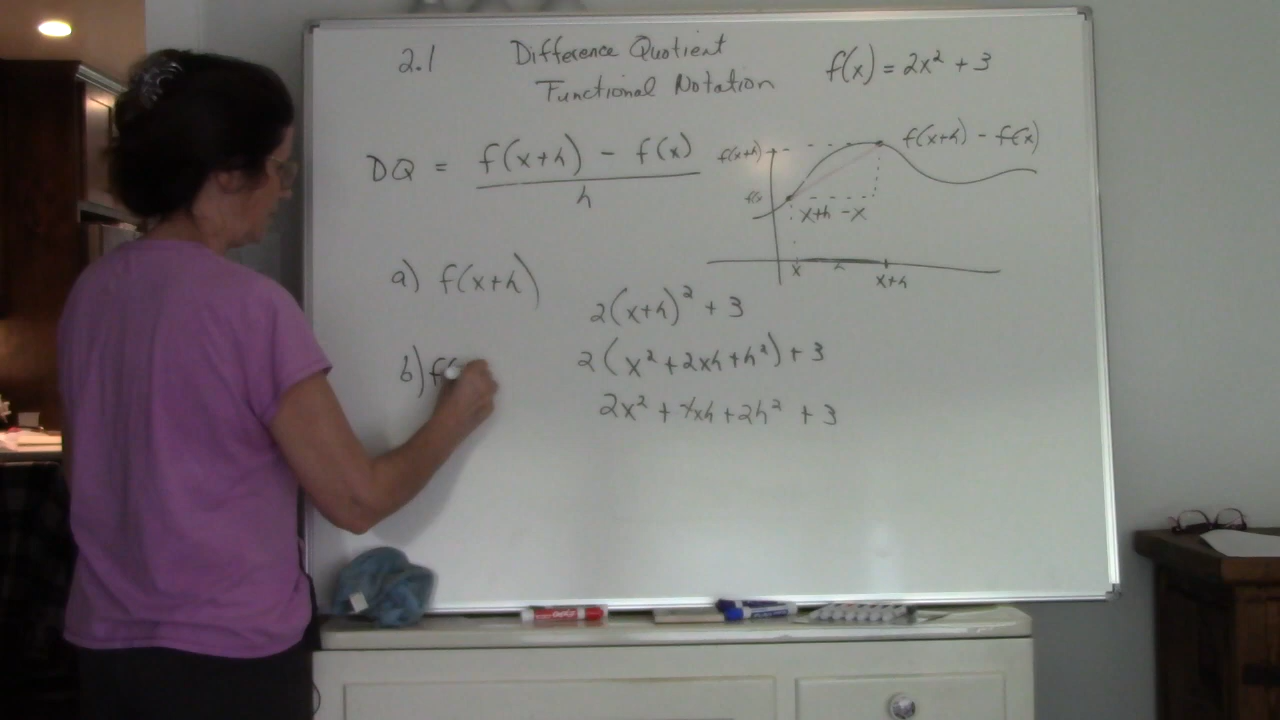 2.1 Difference Quotient f(x) = 2x² + 3
Functional Notation
DQ = f(x+h) - f(x) / h
f(x+h) f(x+h) - f(x)
x+h - x
x h x+h
a) f(x+h)
2(x+h)² + 3
b) f(
2(x² + 2xh + h²) + 3
2x² + 4xh + 2h² + 3
EXPO